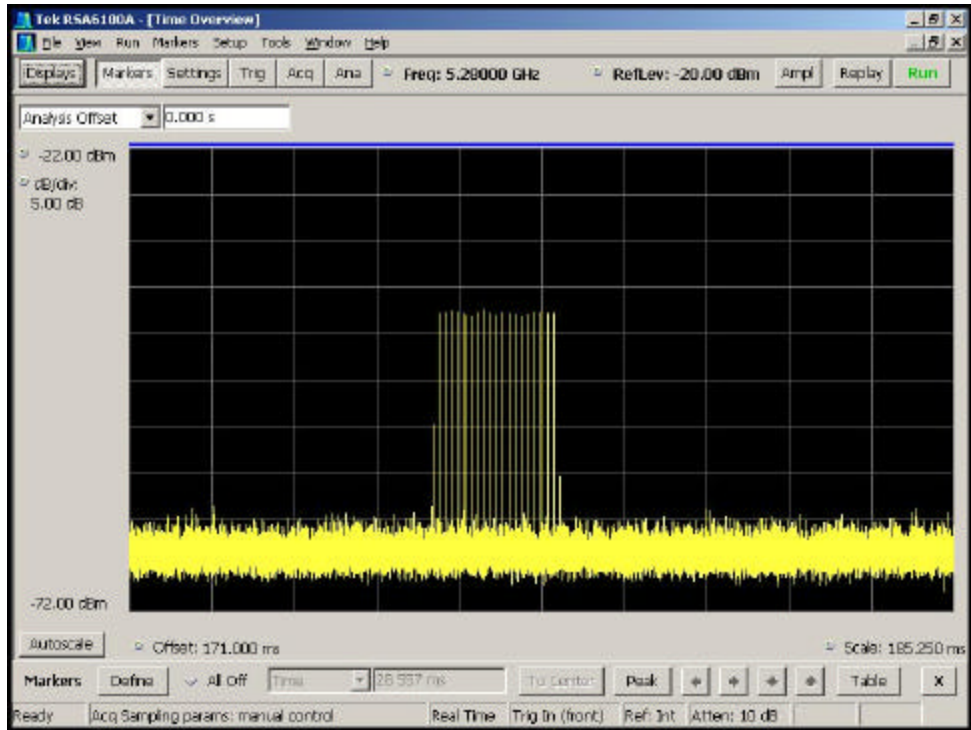 Tek RSA6100A - [Time Overview]
File View Run Markers Setup Tools Window Help
Displays Markers Settings Trig Acq Ana Freq: 5.28000 GHz RefLev: -20.00 dBm Ampl Replay Run
Analysis Offset 0.000 s
-22.00 dBm
dB/div:
5.00 dB
-72.00 dBm
Autoscale Offset: 171.000 ms Scale: 185.250 ms
Markers Define All Off Time 28.557 ms To Center Peak Table X
Ready Acq Sampling params: manual control Real Time Trig In (front) Ref: Int Atten: 10 dB